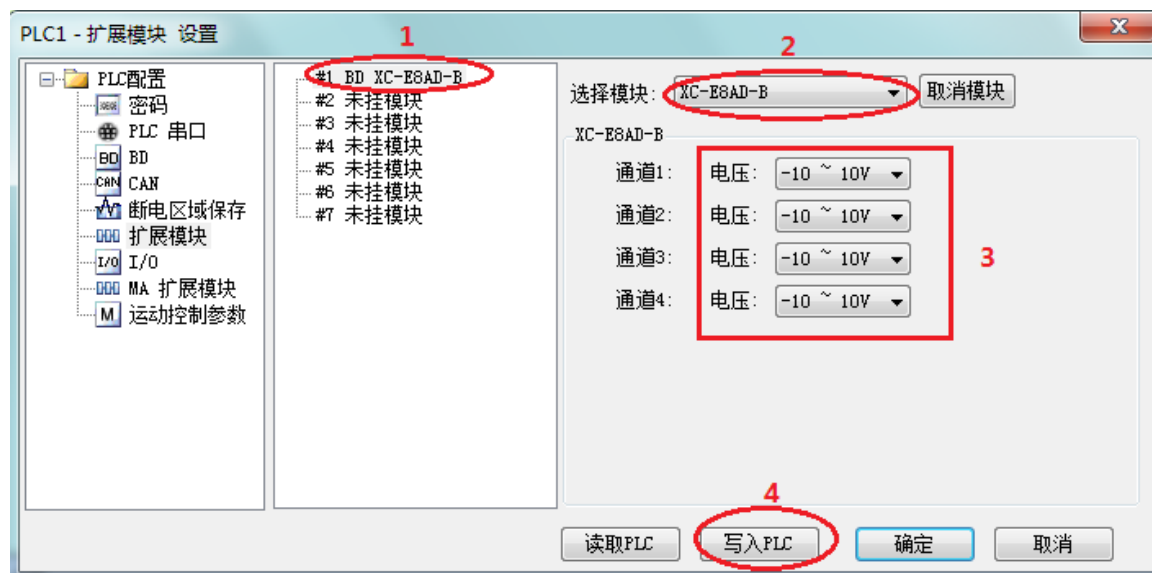 PLC1 - 扩展模块 设置
1
2
PLC配置
密码
PLC 串口
BD BD
CAN CAN
断电区域保存
扩展模块
I/O I/O
MA 扩展模块
M 运动控制参数
#1 BD XC-E8AD-B
#2 未挂模块
#3 未挂模块
#4 未挂模块
#5 未挂模块
#6 未挂模块
#7 未挂模块
选择模块: XC-E8AD-B 取消模块
XC-E8AD-B
通道1: 电压: -10 ~ 10V
通道2: 电压: -10 ~ 10V
通道3: 电压: -10 ~ 10V
3
通道4: 电压: -10 ~ 10V
4
读取PLC 写入PLC 确定 取消